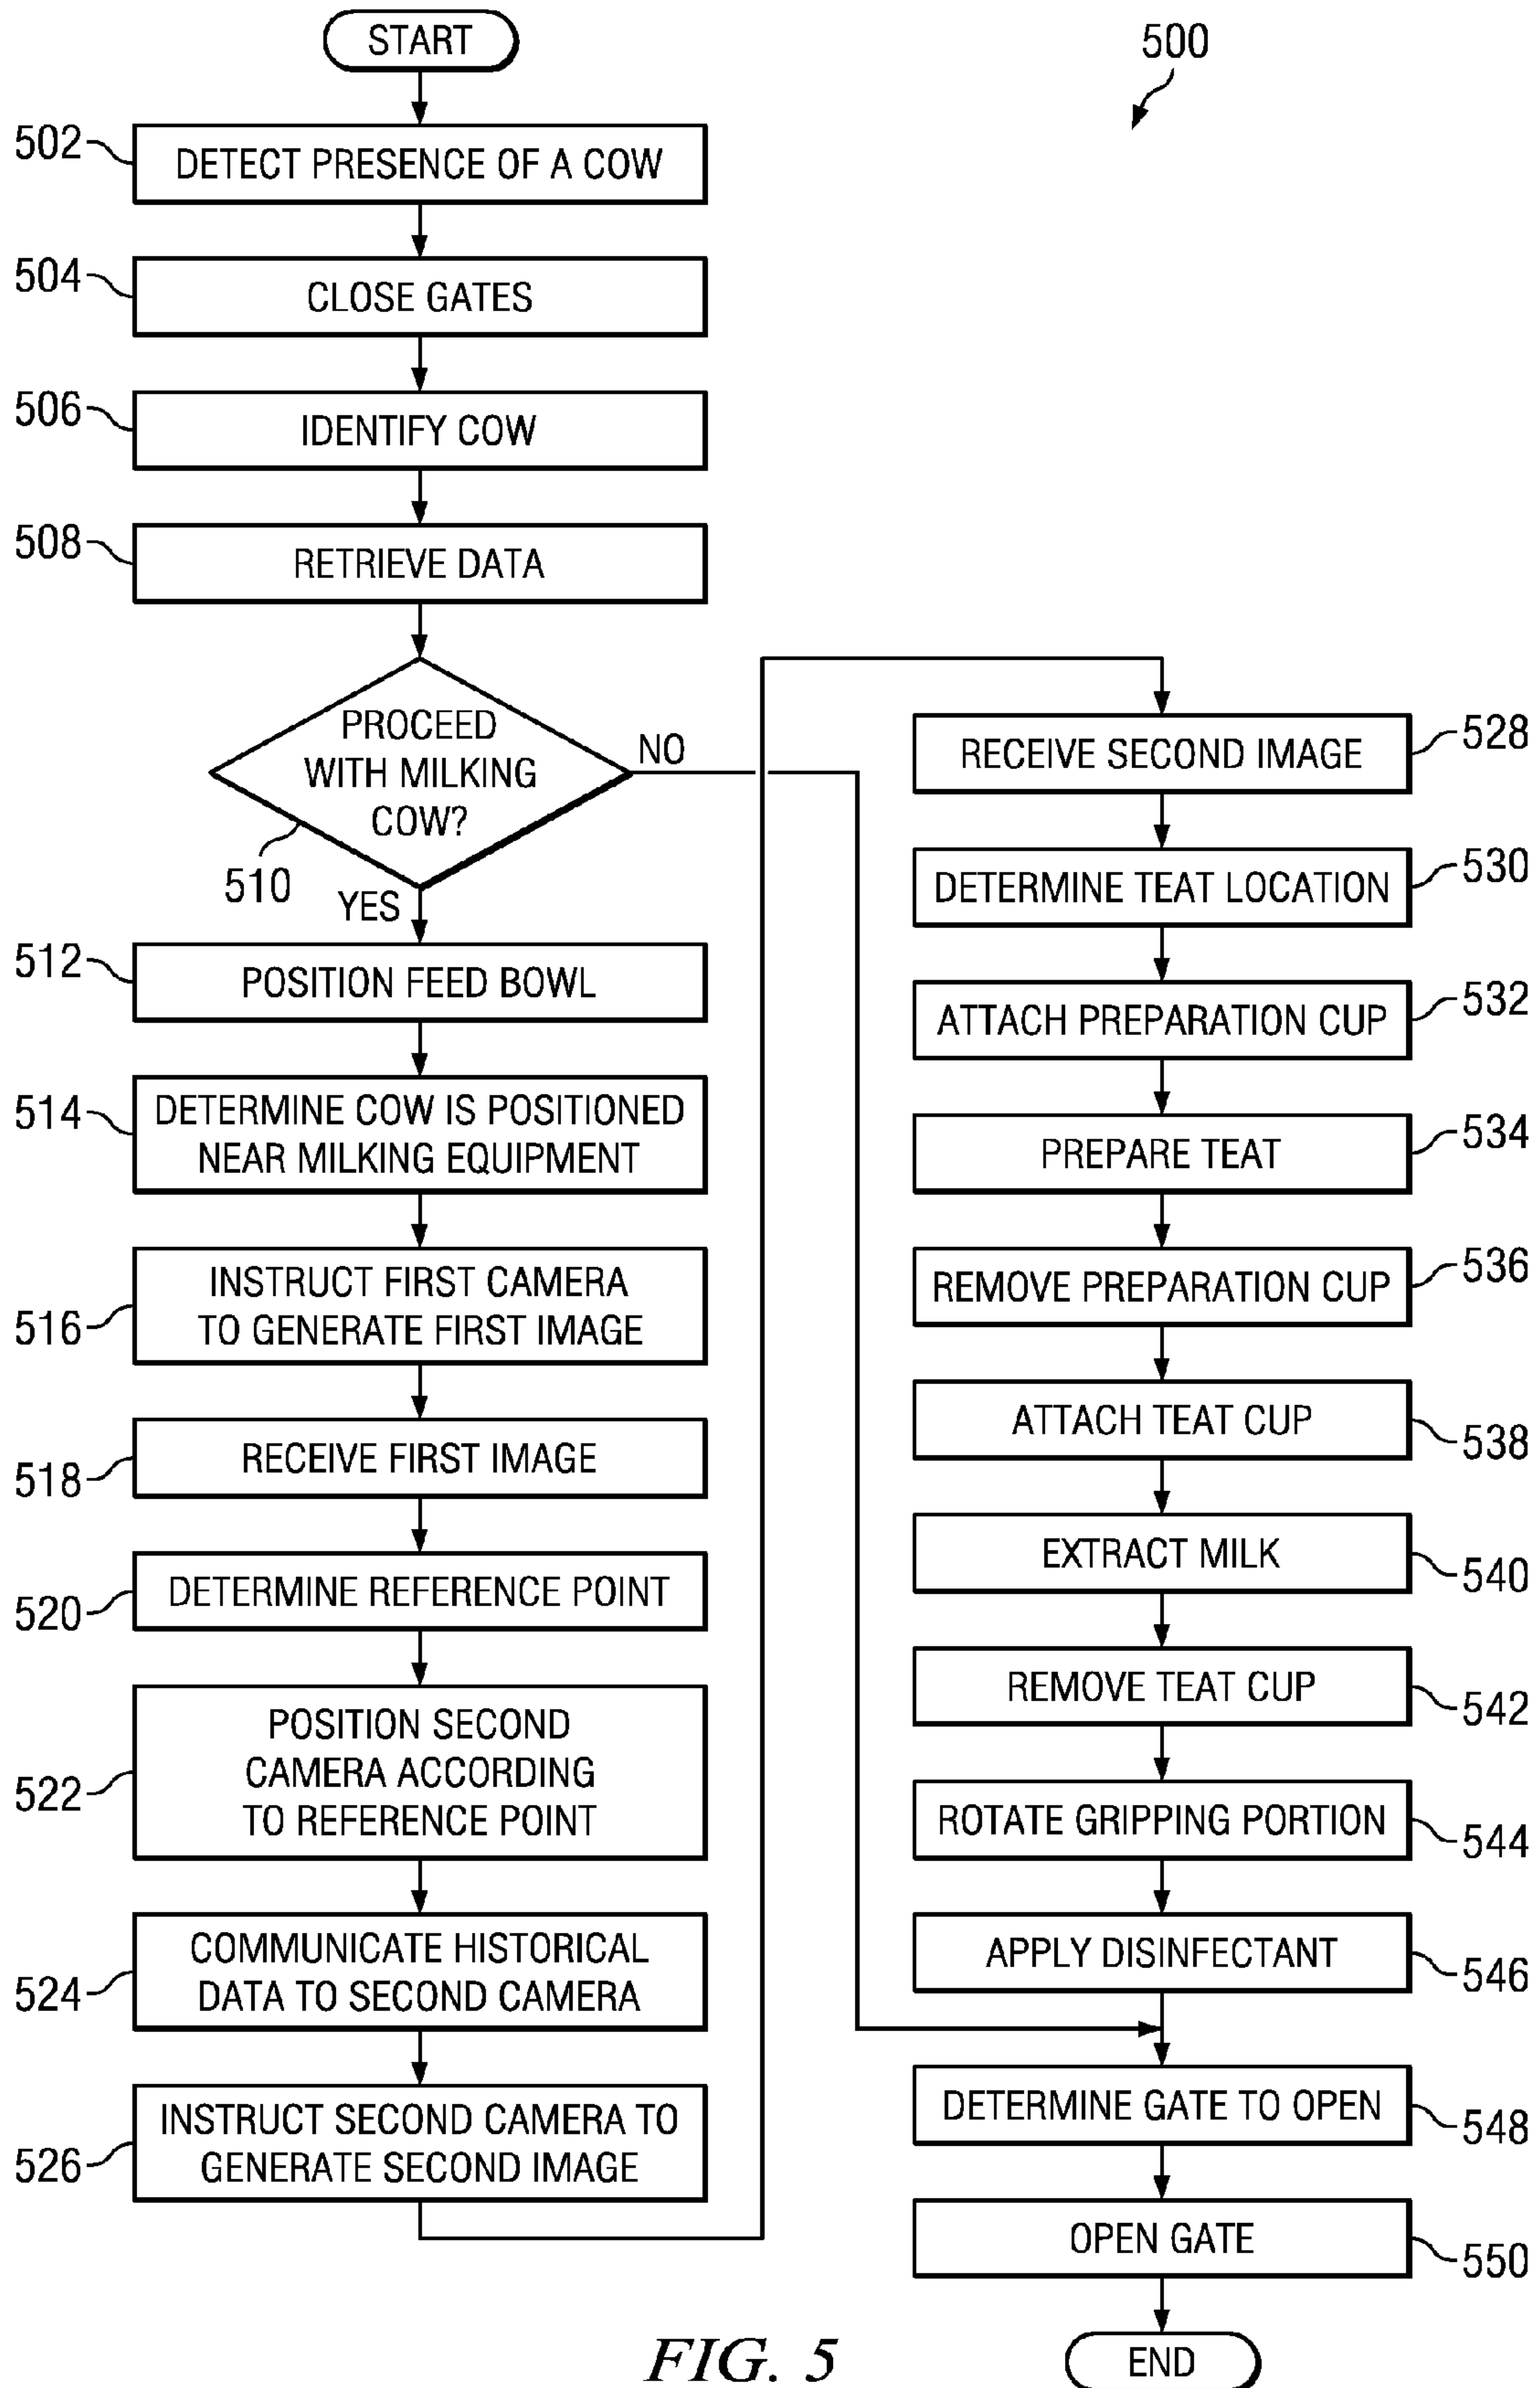 START
500
502
DETECT PRESENCE OF A COW
504
CLOSE GATES
506
IDENTIFY COW
508
RETRIEVE DATA
PROCEED
WITH MILKING
COW?
NO
510
YES
512
POSITION FEED BOWL
514
DETERMINE COW IS POSITIONED
NEAR MILKING EQUIPMENT
516
INSTRUCT FIRST CAMERA
TO GENERATE FIRST IMAGE
518
RECEIVE FIRST IMAGE
520
DETERMINE REFERENCE POINT
522
POSITION SECOND
CAMERA ACCORDING
TO REFERENCE POINT
524
COMMUNICATE HISTORICAL
DATA TO SECOND CAMERA
526
INSTRUCT SECOND CAMERA TO
GENERATE SECOND IMAGE
RECEIVE SECOND IMAGE
528
DETERMINE TEAT LOCATION
530
ATTACH PREPARATION CUP
532
PREPARE TEAT
534
REMOVE PREPARATION CUP
536
ATTACH TEAT CUP
538
EXTRACT MILK
540
REMOVE TEAT CUP
542
ROTATE GRIPPING PORTION
544
APPLY DISINFECTANT
546
DETERMINE GATE TO OPEN
548
OPEN GATE
550
END
FIG. 5